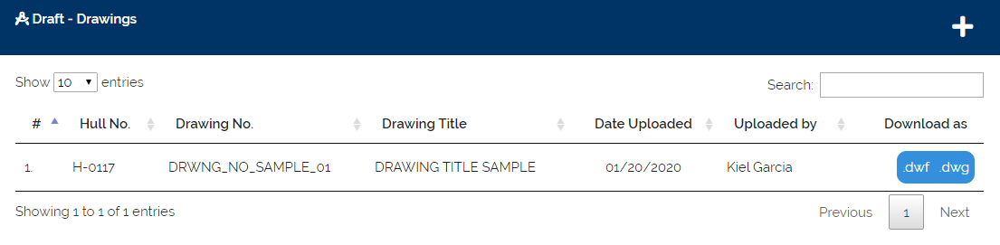 Draft - Drawings
Show 10 entries
Search:
# Hull No. Drawing No. Drawing Title Date Uploaded Uploaded by Download as
1. H-0117 DRWNG_NO_SAMPLE_01 DRAWING TITLE SAMPLE 01/20/2020 Kiel Garcia .dwf .dwg
Showing 1 to 1 of 1 entries
Previous 1 Next